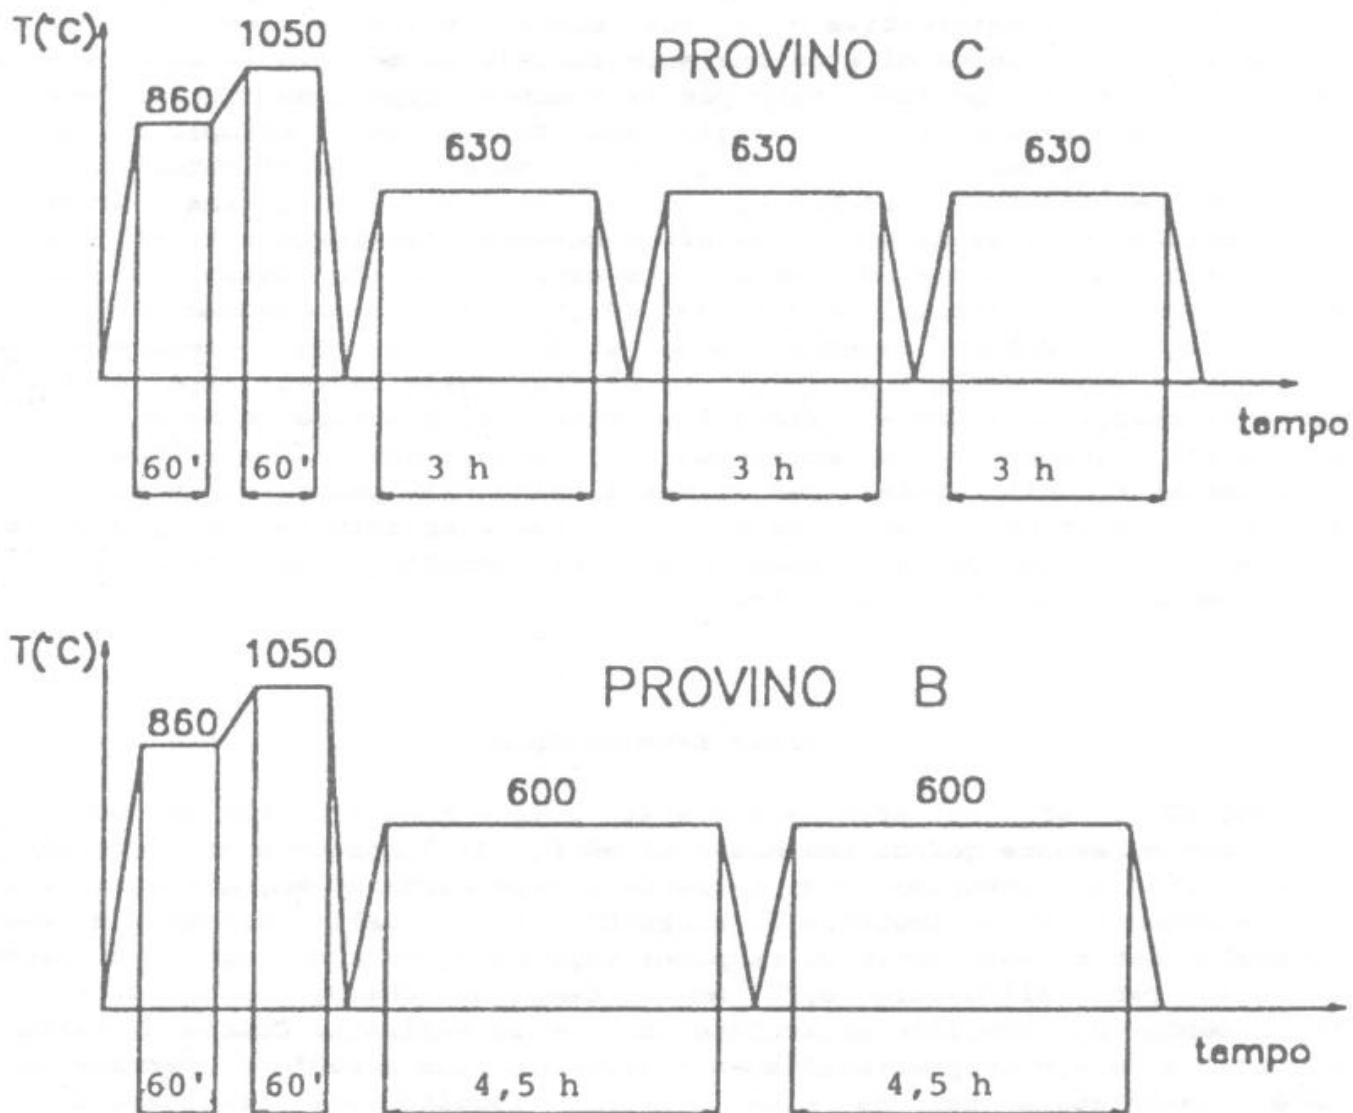 T(°C)
1050
PROVINO C
860
630 630 630
tempo
60' 60' 3 h 3 h 3 h
T(°C)
1050
PROVINO B
860
600 600
tempo
60' 60' 4,5 h 4,5 h